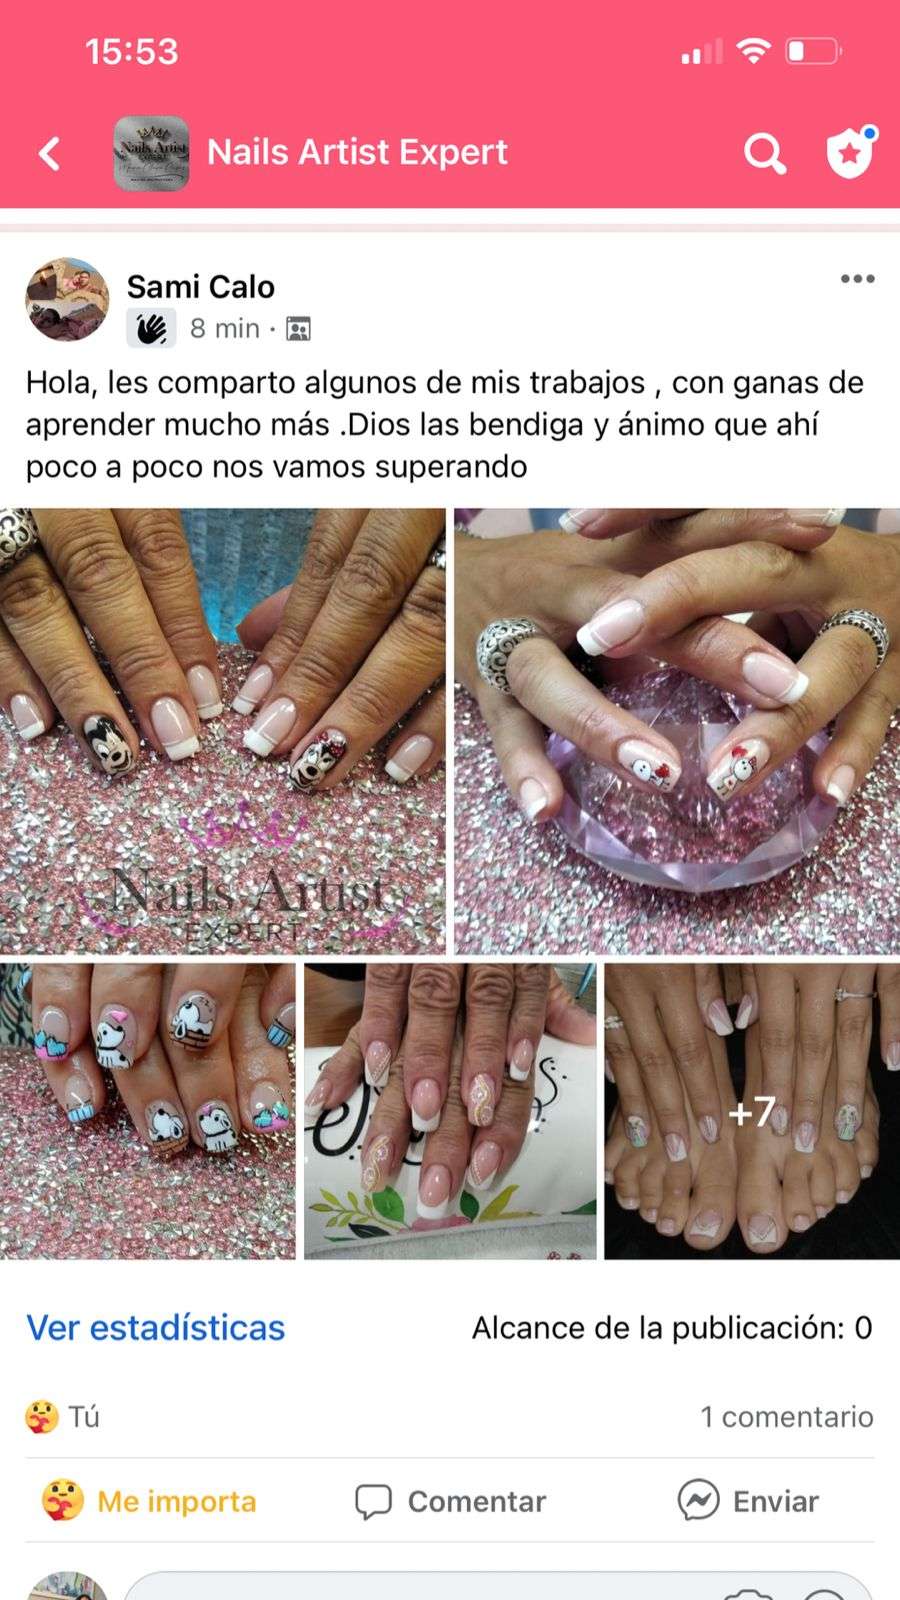 15:53
Nails Artist Expert
Sami Calo
8 min ·
Hola, les comparto algunos de mis trabajos , con ganas de
aprender mucho más .Dios las bendiga y ánimo que ahí
poco a poco nos vamos superando
Nails Artist
EXPERT
+7
Ver estadísticas
Alcance de la publicación: 0
Tú
1 comentario
Me importa
Comentar
Enviar